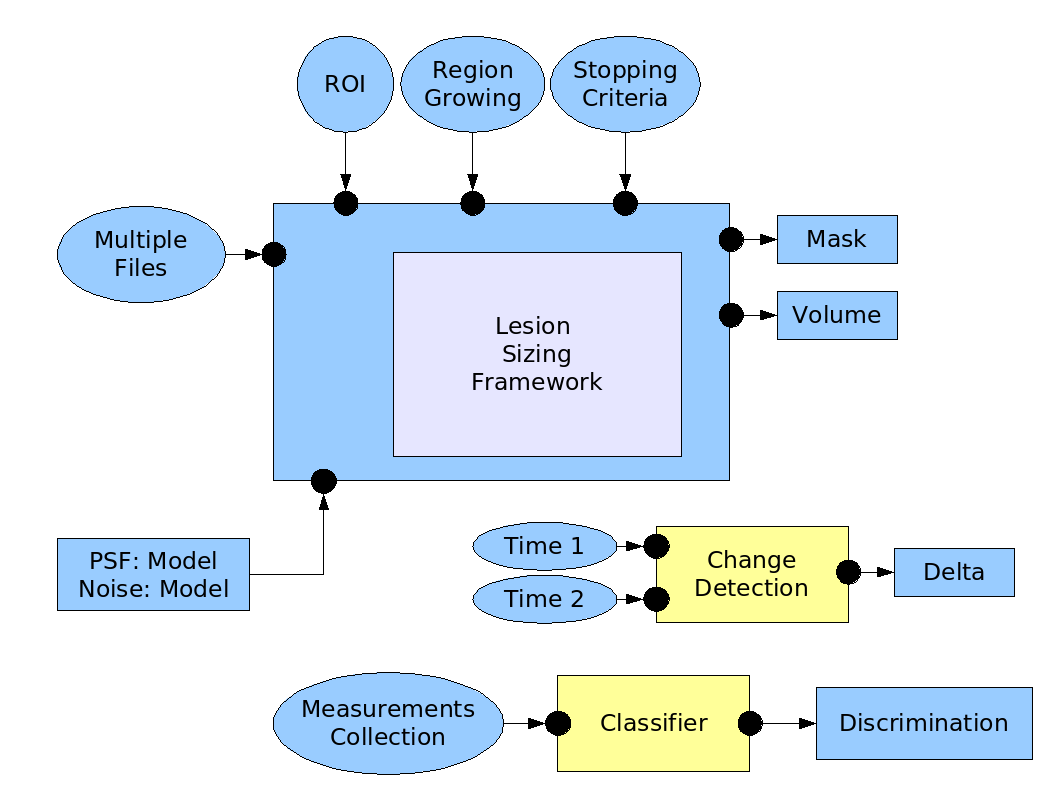 ROI
Region
Growing
Stopping
Criteria
Multiple
Files
Mask
Volume
Lesion
Sizing
Framework
PSF: Model
Noise: Model
Time 1
Time 2
Change
Detection
Delta
Measurements
Collection
Classifier
Discrimination